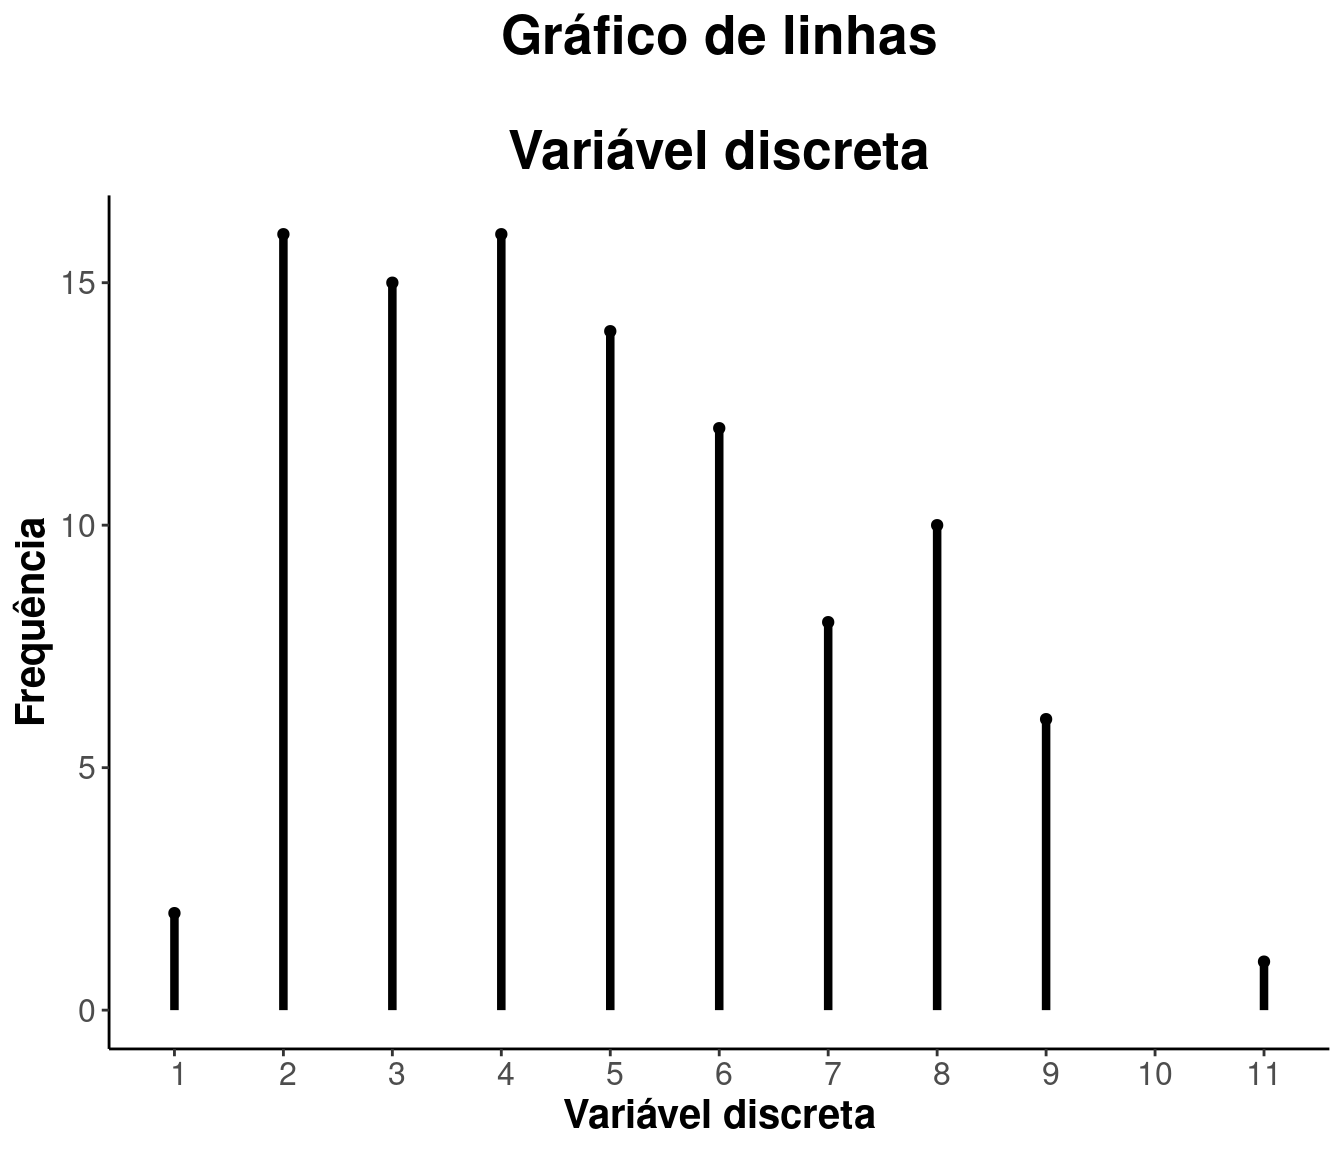 Gráfico de linhas
Variável discreta
Frequência
15
10
5
0
1 2 3 4 5 6 7 8 9 10 11
Variável discreta